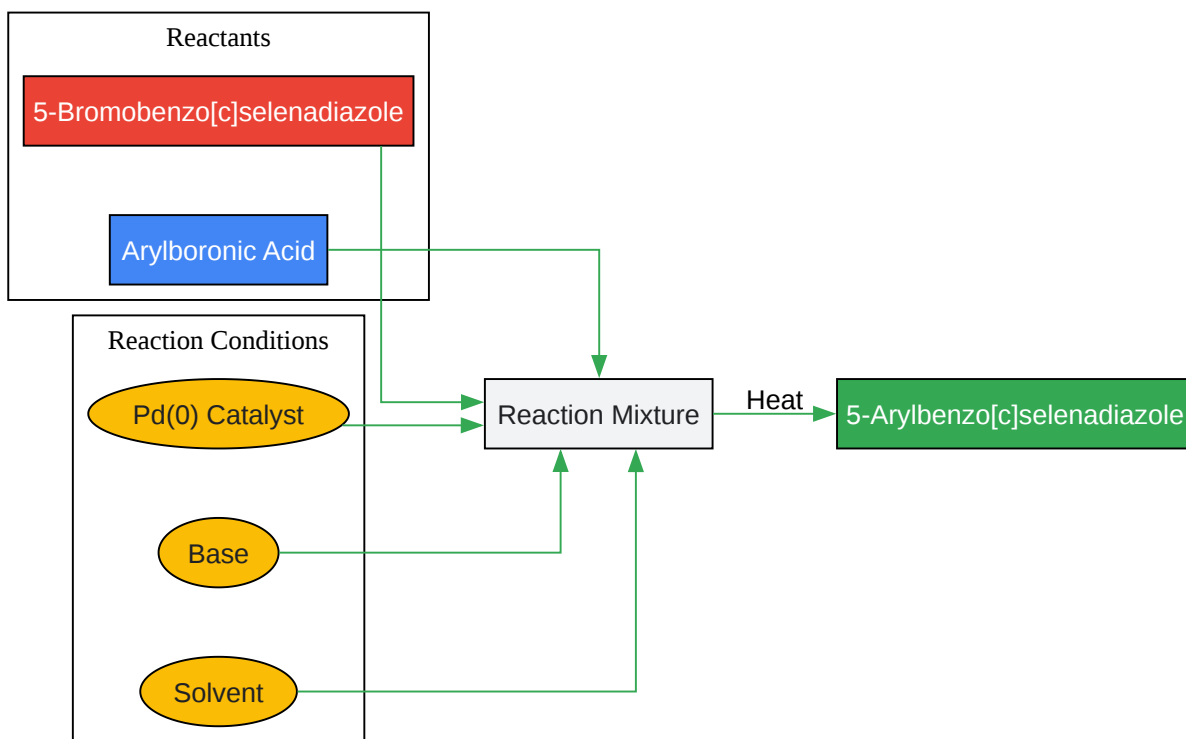 Reactants
5-Bromobenzo[c]selenadiazole
Arylboronic Acid
Reaction Conditions
Pd(0) Catalyst
Base
Solvent
Reaction Mixture
Heat
5-Arylbenzo[c]selenadiazole